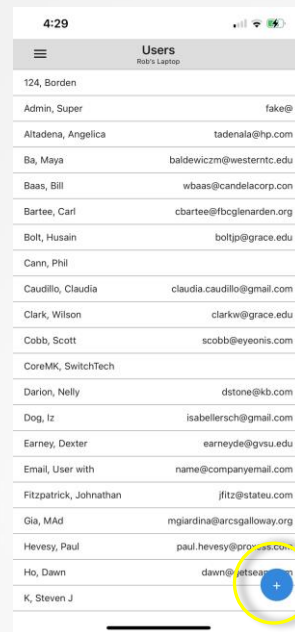 4:29
Users
Rob's Laptop
124, Borden
Admin, Super fake@
Altadena, Angelica tadenala@hp.com
Ba, Maya baldewiczm@westerntc.edu
Baas, Bill wbaas@candelacorp.con
Bartee, Carl cbartee@fbcglenarden.org
Bolt, Husain boltjp@grace.edu
Cann, Phil
Caudillo, Claudia claudia.caudillo@gmail.com
Clark, Wilson clarkw@grace.edu
Cobb, Scott scobb@eyeonis.com
CoreMK, SwitchTech
Darion, Nelly dstone@kb.com
Dog, Iz isabellersch@gmail.com
Earney, Dexter earneyde@gvsu.edu
Email, User with name@companyemail.com
Fitzpatrick, Johnathan jfitz@stateu.com
Gia, MAd mgiardina@arcsgalloway.org
Hevesy, Paul paul.hevesy@proxess.com
Ho, Dawn
K, Steven J
+